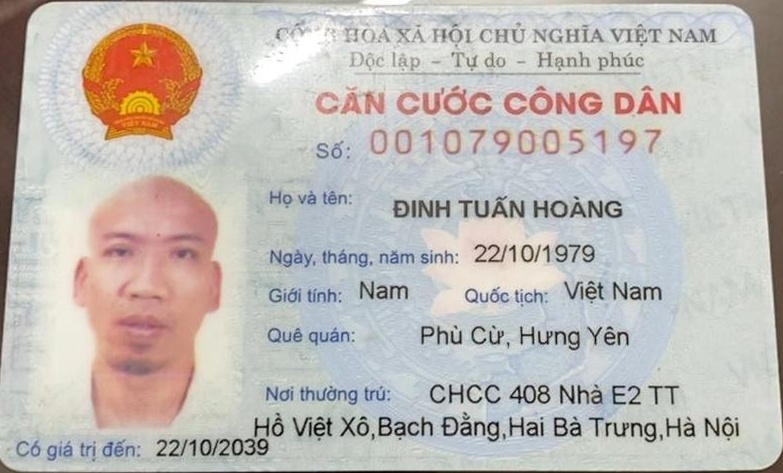 CỘNG HOÀ XÃ HỘI CHỦ NGHĨA VIỆT NAM
Độc lập - Tự do - Hạnh phúc
CĂN CƯỚC CÔNG DÂN
Số: 001079005197
Họ và tên: ĐINH TUẤN HOÀNG
Ngày, tháng, năm sinh: 22/10/1979
Giới tính: Nam Quốc tịch: Việt Nam
Quê quán: Phù Cừ, Hưng Yên
Nơi thường trú: CHCC 408 Nhà E2 TT
Hồ Việt Xô,Bạch Đằng,Hai Bà Trưng,Hà Nội
Có giá trị đến: 22/10/2039